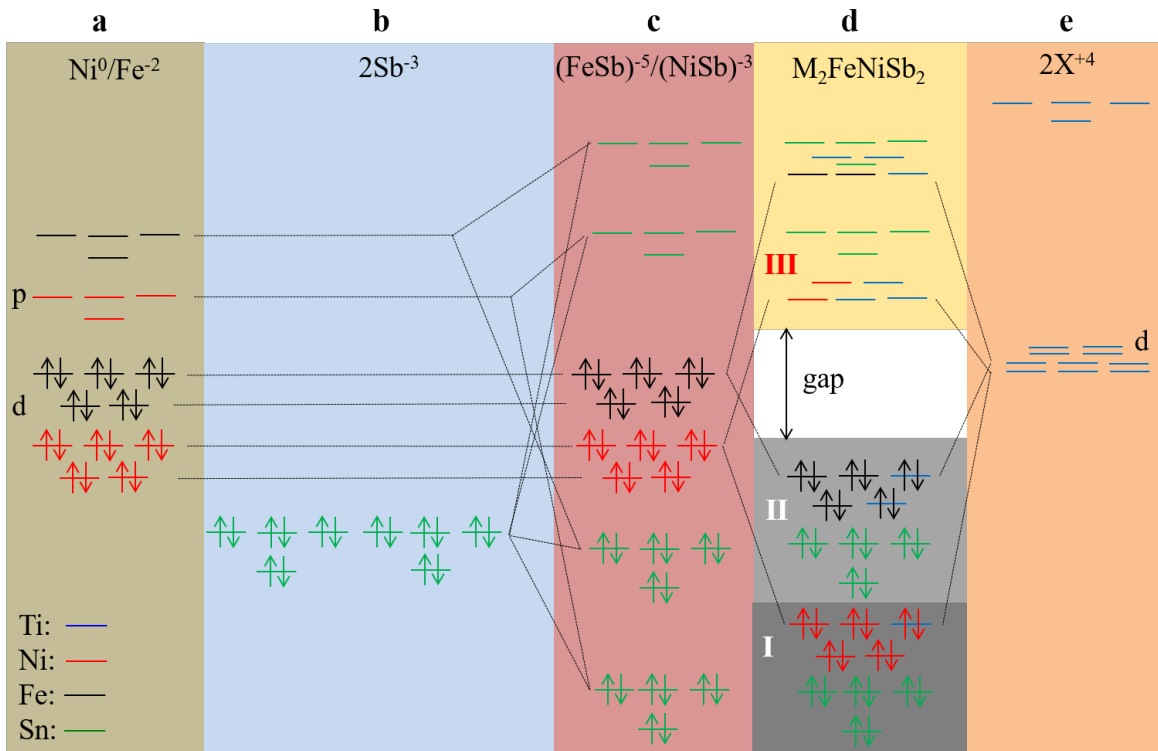 a b c d e
Ni⁰/Fe⁻² 2Sb⁻³ (FeSb)⁻⁵/(NiSb)⁻³ M₂FeNiSb₂ 2X⁺⁴
III
p
d
gap
d
II
I
Ti:
Ni:
Fe:
Sn: